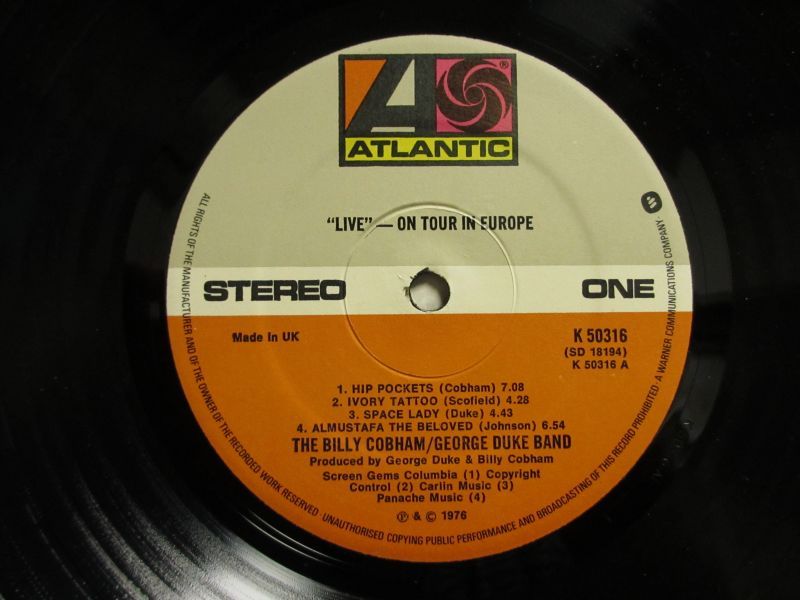 ATLANTIC
®
"LIVE" — ON TOUR IN EUROPE
STEREO
ONE
Made in UK
K 50316
(SD 18194)
K 50316 A
1. HIP POCKETS (Cobham) 7.08
2. IVORY TATTOO (Scofield) 4.28
3. SPACE LADY (Duke) 4.43
4. ALMUSTAFA THE BELOVED (Johnson) 6.54
THE BILLY COBHAM/GEORGE DUKE BAND
Produced by George Duke & Billy Cobham
Screen Gems Columbia (1) Copyright
Control (2) Carlin Music (3)
Panache Music (4)
℗ & © 1976
ALL RIGHTS OF THE MANUFACTURER AND OF THE OWNER OF THE RECORDED WORK RESERVED · UNAUTHORISED COPYING PUBLIC PERFORMANCE AND BROADCASTING OF THIS RECORD PROHIBITED · A WARNER COMMUNICATIONS COMPANY ·